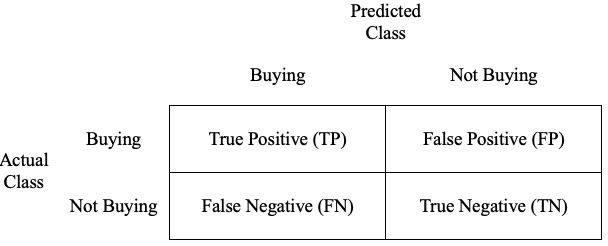 Predicted
Class
Buying Not Buying
Buying True Positive (TP) False Positive (FP)
Actual
Class
Not Buying False Negative (FN) True Negative (TN)